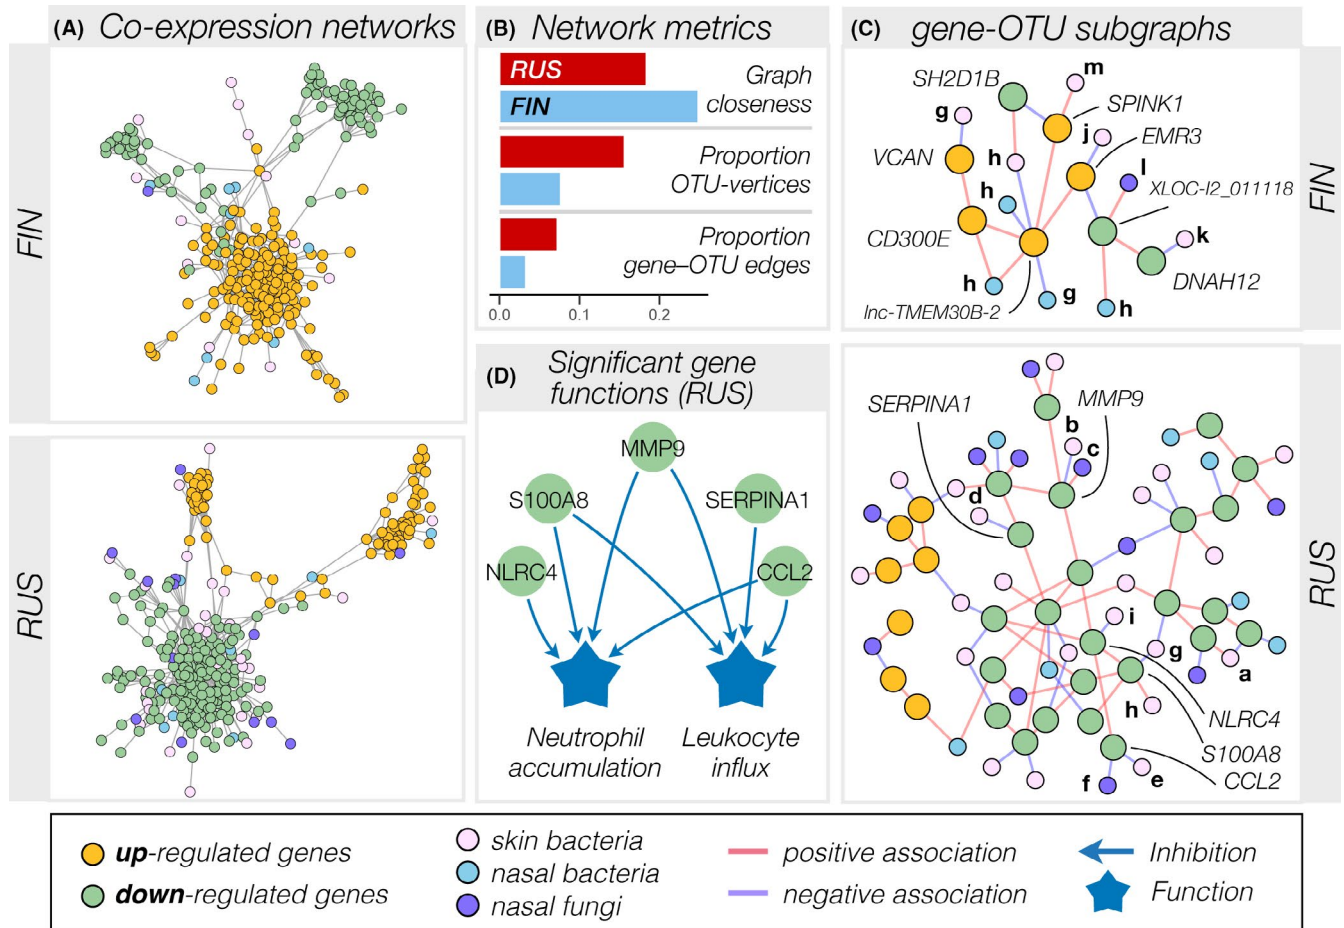 (A) Co-expression networks
FIN
RUS
(B) Network metrics
RUS
FIN
Graph
closeness
Proportion
OTU-vertices
Proportion
gene–OTU edges
0.0 0.1 0.2
(C) gene-OTU subgraphs
FIN
SH2D1B
m
SPINK1
g
j
EMR3
VCAN
h
l
XLOC-I2_011118
h
CD300E
k
DNAH12
h
g
h
lnc-TMEM30B-2
RUS
SERPINA1
MMP9
b
c
d
i
g
a
h
NLRC4
S100A8
CCL2
f
e
(D) Significant gene
functions (RUS)
MMP9
S100A8
SERPINA1
NLRC4
CCL2
Neutrophil
accumulation
Leukocyte
influx
up-regulated genes
down-regulated genes
skin bacteria
nasal bacteria
nasal fungi
positive association
negative association
Inhibition
Function